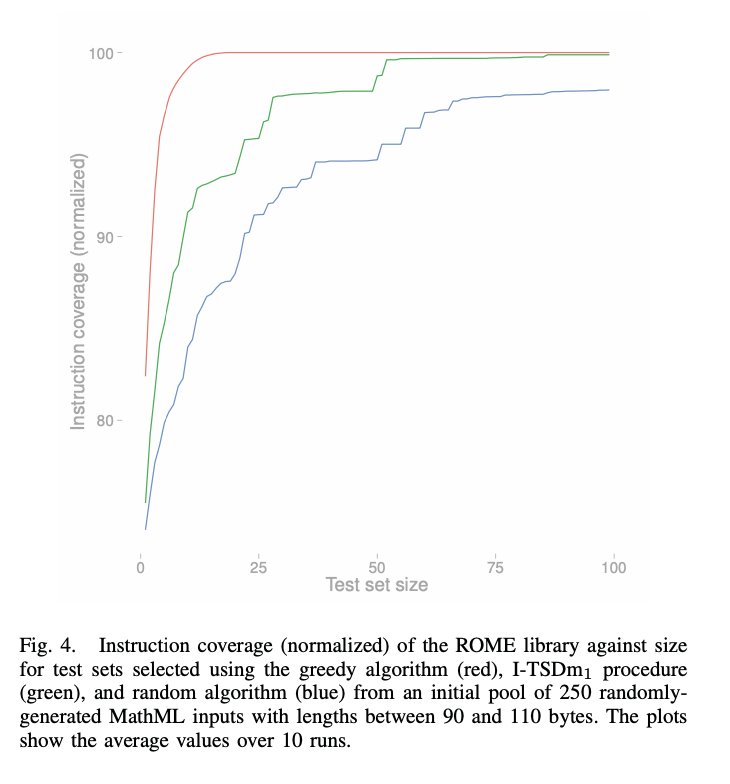 100
90
80
Instruction coverage (normalized)
0 25 50 75 100
Test set size
Fig. 4. Instruction coverage (normalized) of the ROME library against size
for test sets selected using the greedy algorithm (red), I-TSDm₁ procedure
(green), and random algorithm (blue) from an initial pool of 250 randomly-
generated MathML inputs with lengths between 90 and 110 bytes. The plots
show the average values over 10 runs.